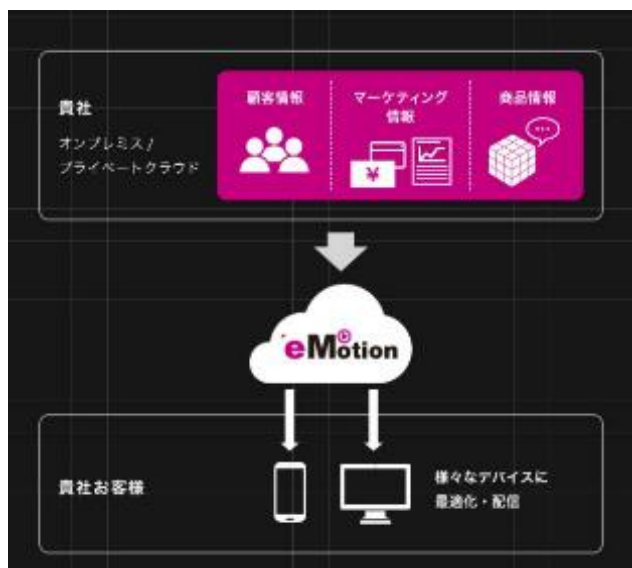 貴社
オンプレミス /
プライベートクラウド
顧客情報
マーケティング
情報
¥
商品情報
eMotion
貴社お客様
様々なデバイスに
最適化・配信